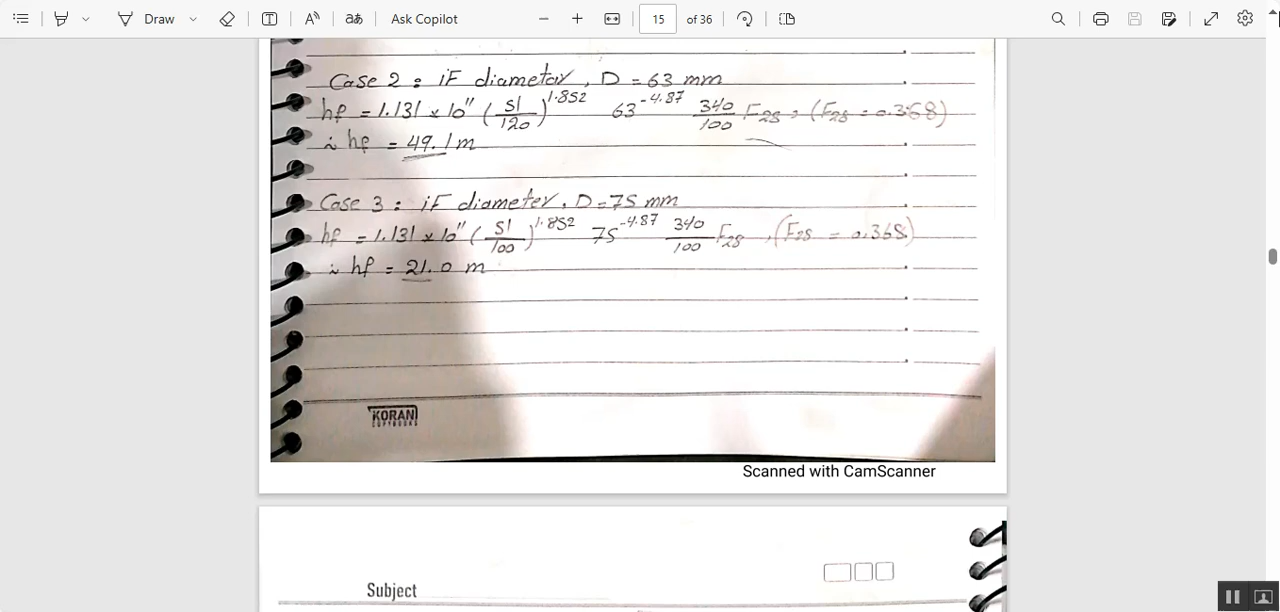 Draw
Ask Copilot
15 of 36
Case 2 : if diameter, D = 63 mm
hf = 1.131 × 10" (51/120)^1.852 63^-4.87 340/100 F28, (F28 = 0.368)
∴ hf = 49.1 m
Case 3 : if diameter, D = 75 mm
hf = 1.131 × 10" (51/100)^1.852 75^-4.87 340/100 F28, (F28 = 0.368)
∴ hf = 21.0 m
KORAN
COPYBOOKS
Scanned with CamScanner
Subject